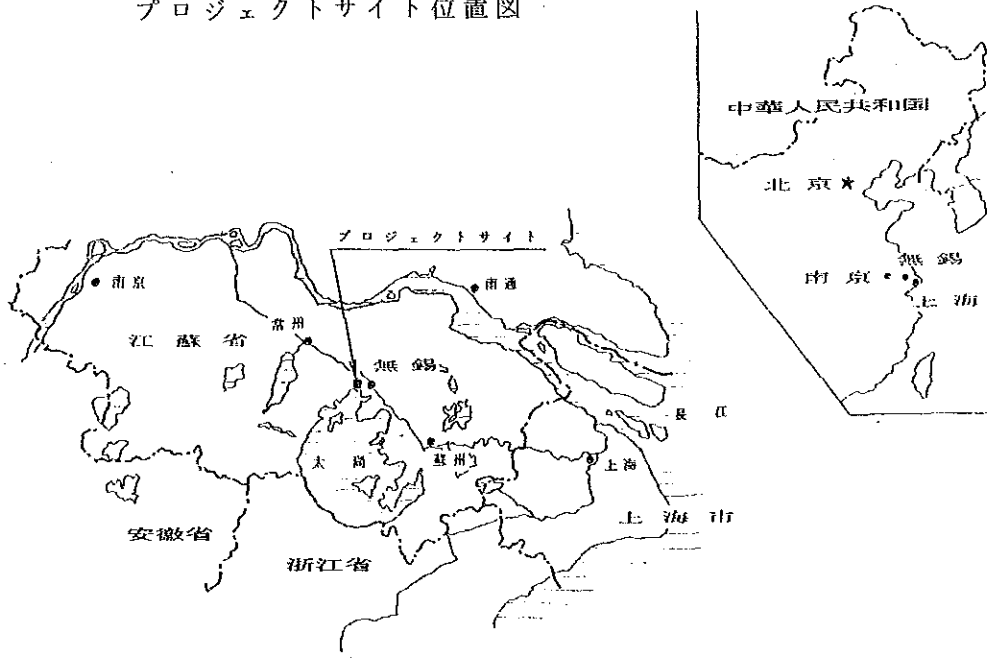 プロジェクトサイト位置図
中華人民共和国
北京
南京
無錫
上海
プロジェクトサイト
南京
南通
江蘇省
常州
無錫
長江
太
蘇州
上海
安徽省
上海市
浙江省